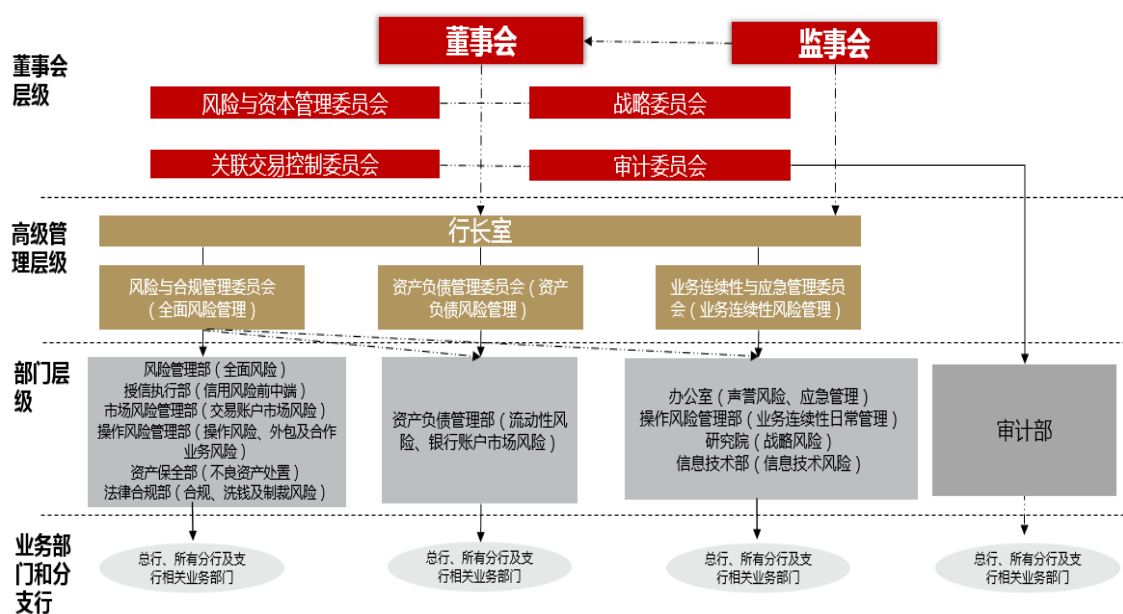 董事会
层级
董事会
监事会
风险与资本管理委员会
战略委员会
关联交易控制委员会
审计委员会
高级管
理层级
行长室
风险与合规管理委员会
（全面风险管理）
资产负债管理委员会（资产
负债风险管理）
业务连续性与应急管理委员
会（业务连续性风险管理）
部门层
级
风险管理部（全面风险）
授信执行部（信用风险前中端）
市场风险管理部（交易账户市场风险）
操作风险管理部（操作风险、外包及合作
业务风险）
资产保全部（不良资产处置）
法律合规部（合规、洗钱及制裁风险）
资产负债管理部（流动性风
险、银行账户市场风险）
办公室（声誉风险、应急管理）
操作风险管理部（业务连续性日常管理）
研究院（战略风险）
信息技术部（信息技术风险）
审计部
业务部
门和分
支行
总行、所有分行及支
行相关业务部门
总行、所有分行及支
行相关业务部门
总行、所有分行及支
行相关业务部门
总行、所有分行及支
行相关业务部门